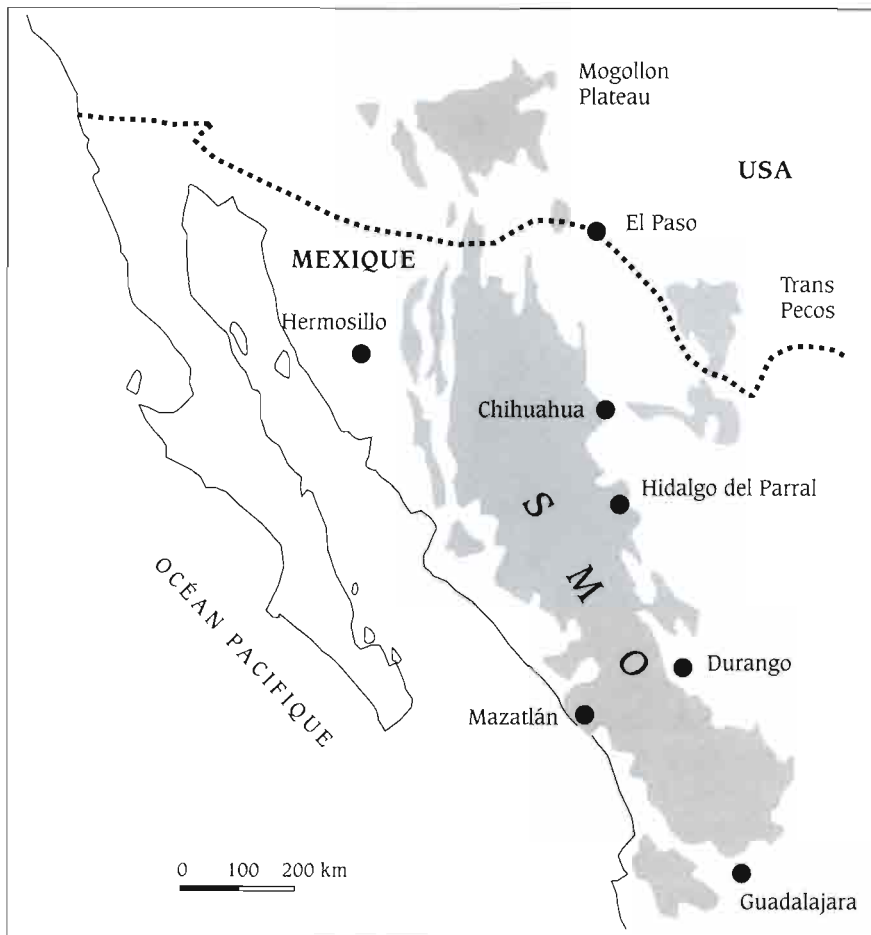 Mogollon
Plateau
USA
El Paso
MEXIQUE
Trans
Pecos
Hermosillo
Chihuahua
Hidalgo del Parral
S M O
OCÉAN PACIFIQUE
Durango
Mazatlán
0 100 200 km
Guadalajara